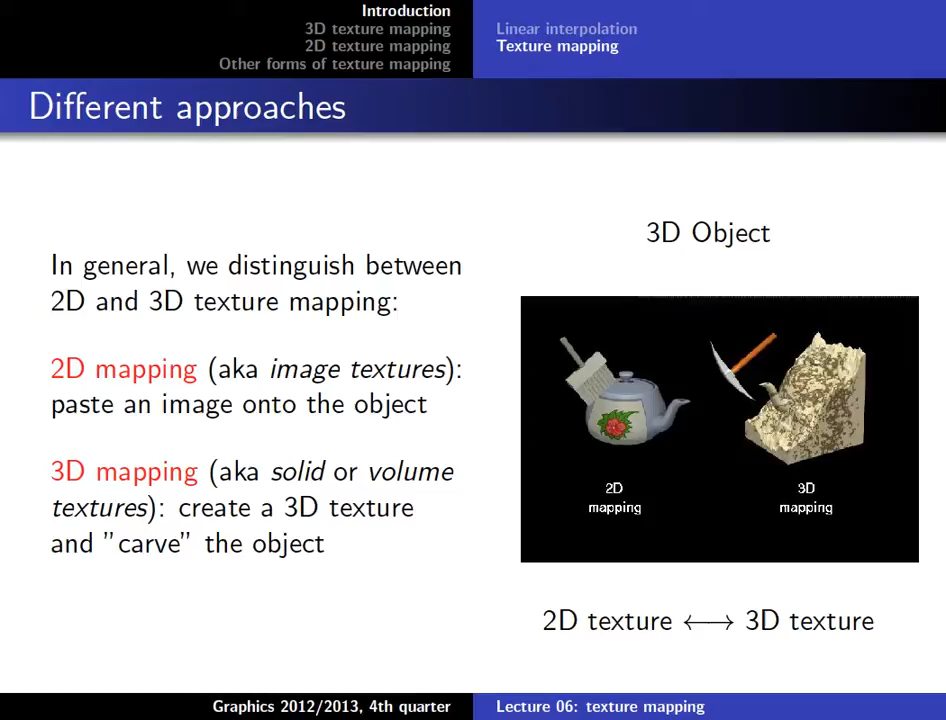 Introduction
3D texture mapping
2D texture mapping
Other forms of texture mapping
Linear interpolation
Texture mapping
Different approaches
In general, we distinguish between
2D and 3D texture mapping:
2D mapping (aka image textures):
paste an image onto the object
3D mapping (aka solid or volume
textures): create a 3D texture
and ”carve” the object
3D Object
2D
mapping
3D
mapping
2D texture ⟷ 3D texture
Graphics 2012/2013, 4th quarter
Lecture 06: texture mapping